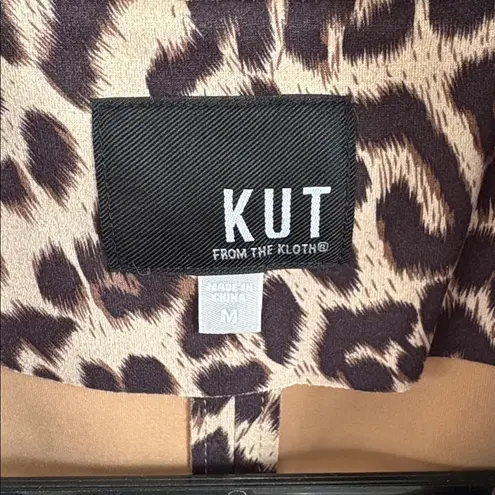 KUT
FROM THE KLOTH®
MADE IN
CHINA
M